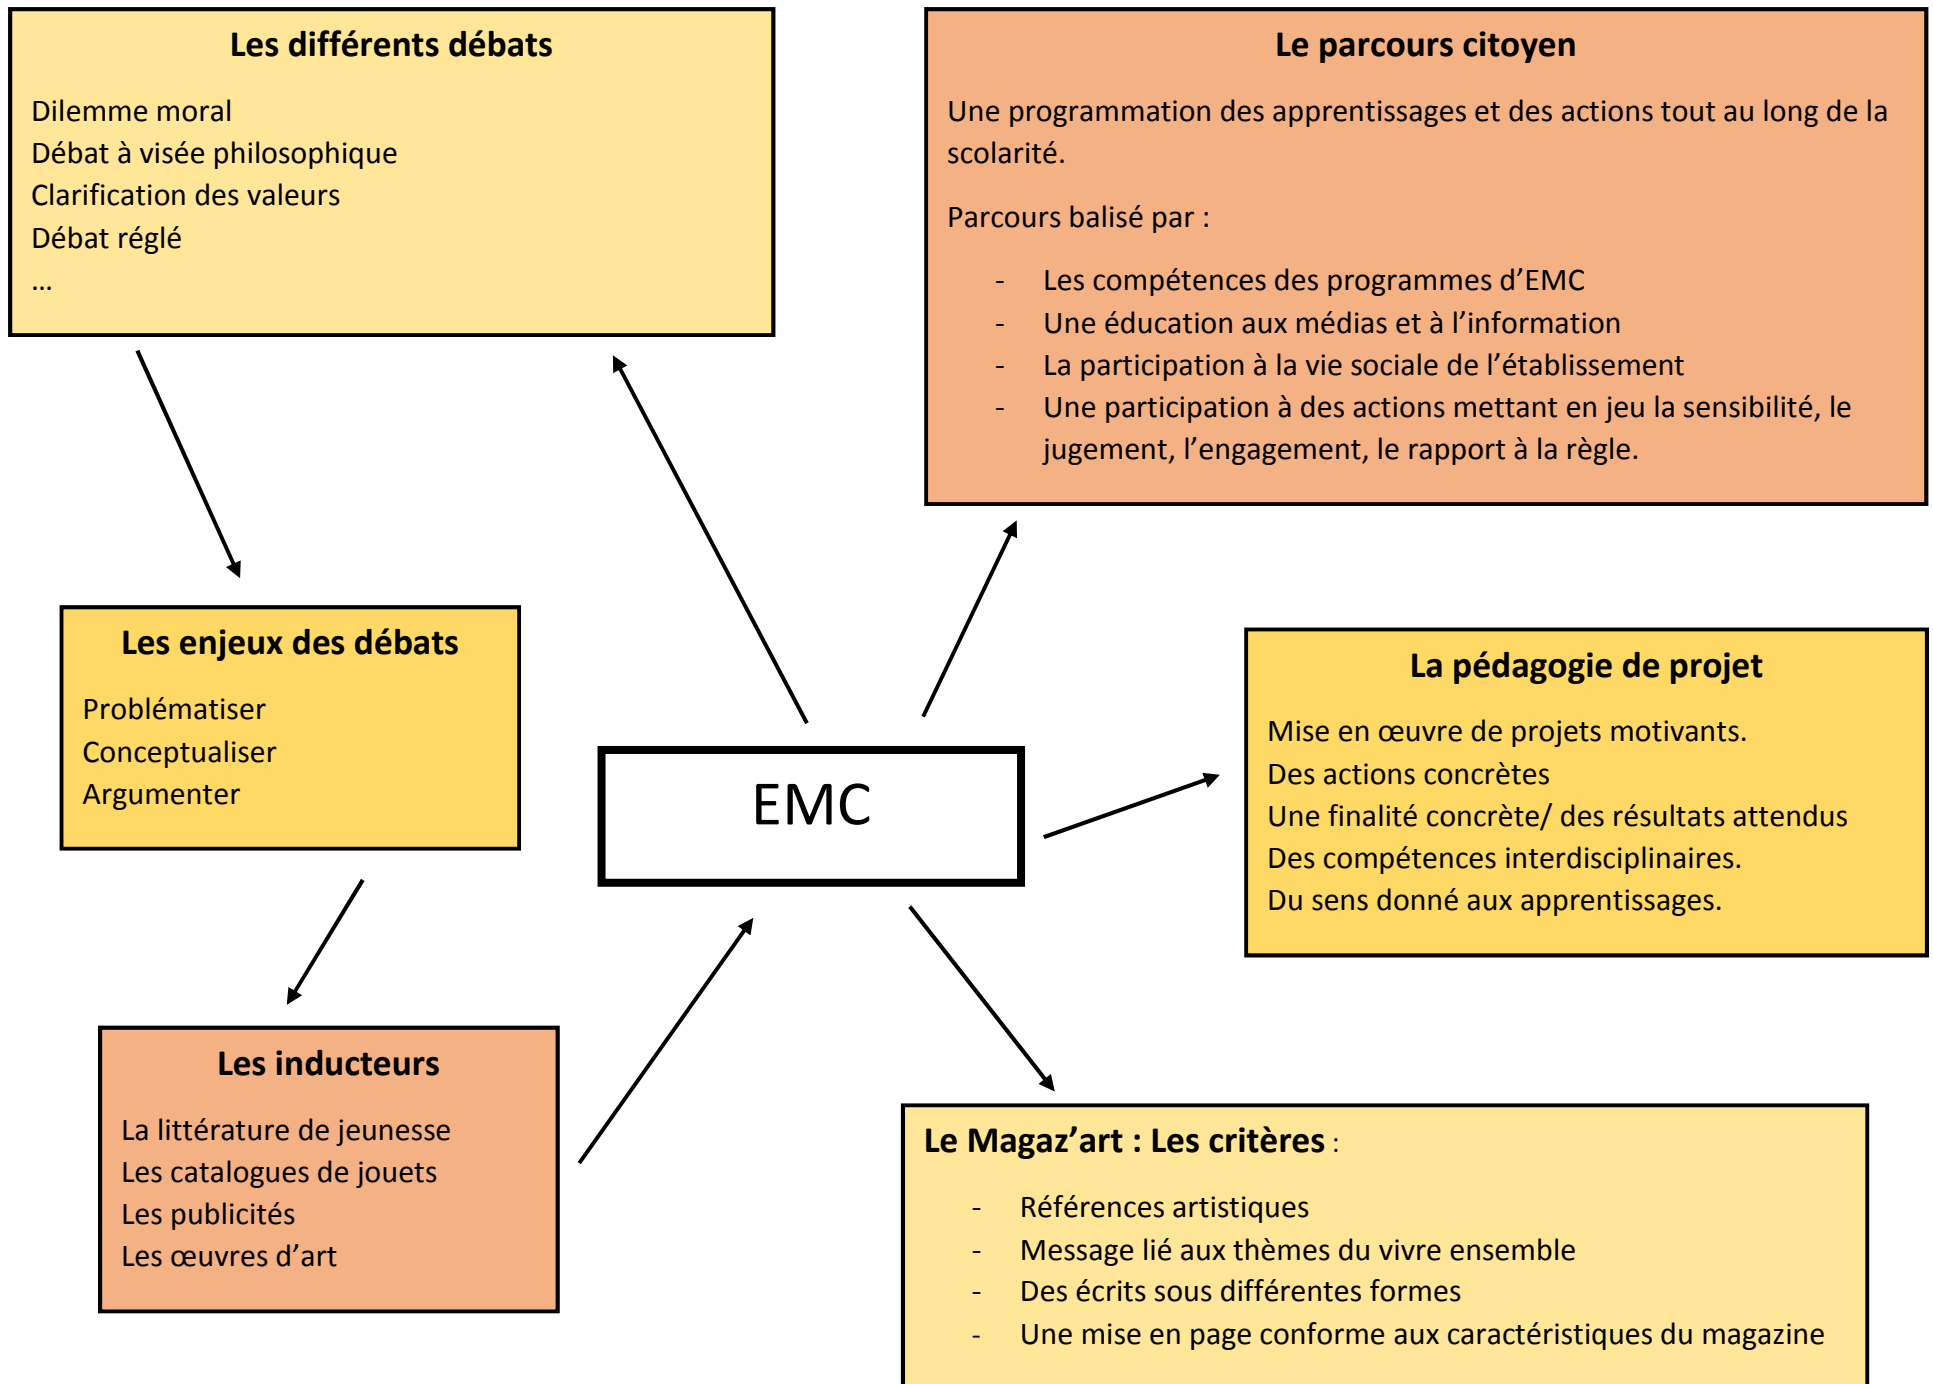 Les différents débats
Dilemme moral
Débat à visée philosophique
Clarification des valeurs
Débat réglé
…
Le parcours citoyen
Une programmation des apprentissages et des actions tout au long de la
scolarité.
Parcours balisé par :
- Les compétences des programmes d’EMC
- Une éducation aux médias et à l’information
- La participation à la vie sociale de l’établissement
- Une participation à des actions mettant en jeu la sensibilité, le
jugement, l’engagement, le rapport à la règle.
Les enjeux des débats
Problématiser
Conceptualiser
Argumenter
EMC
La pédagogie de projet
Mise en œuvre de projets motivants.
Des actions concrètes
Une finalité concrète/ des résultats attendus
Des compétences interdisciplinaires.
Du sens donné aux apprentissages.
Les inducteurs
La littérature de jeunesse
Les catalogues de jouets
Les publicités
Les œuvres d’art
Le Magaz’art : Les critères :
- Références artistiques
- Message lié aux thèmes du vivre ensemble
- Des écrits sous différentes formes
- Une mise en page conforme aux caractéristiques du magazine